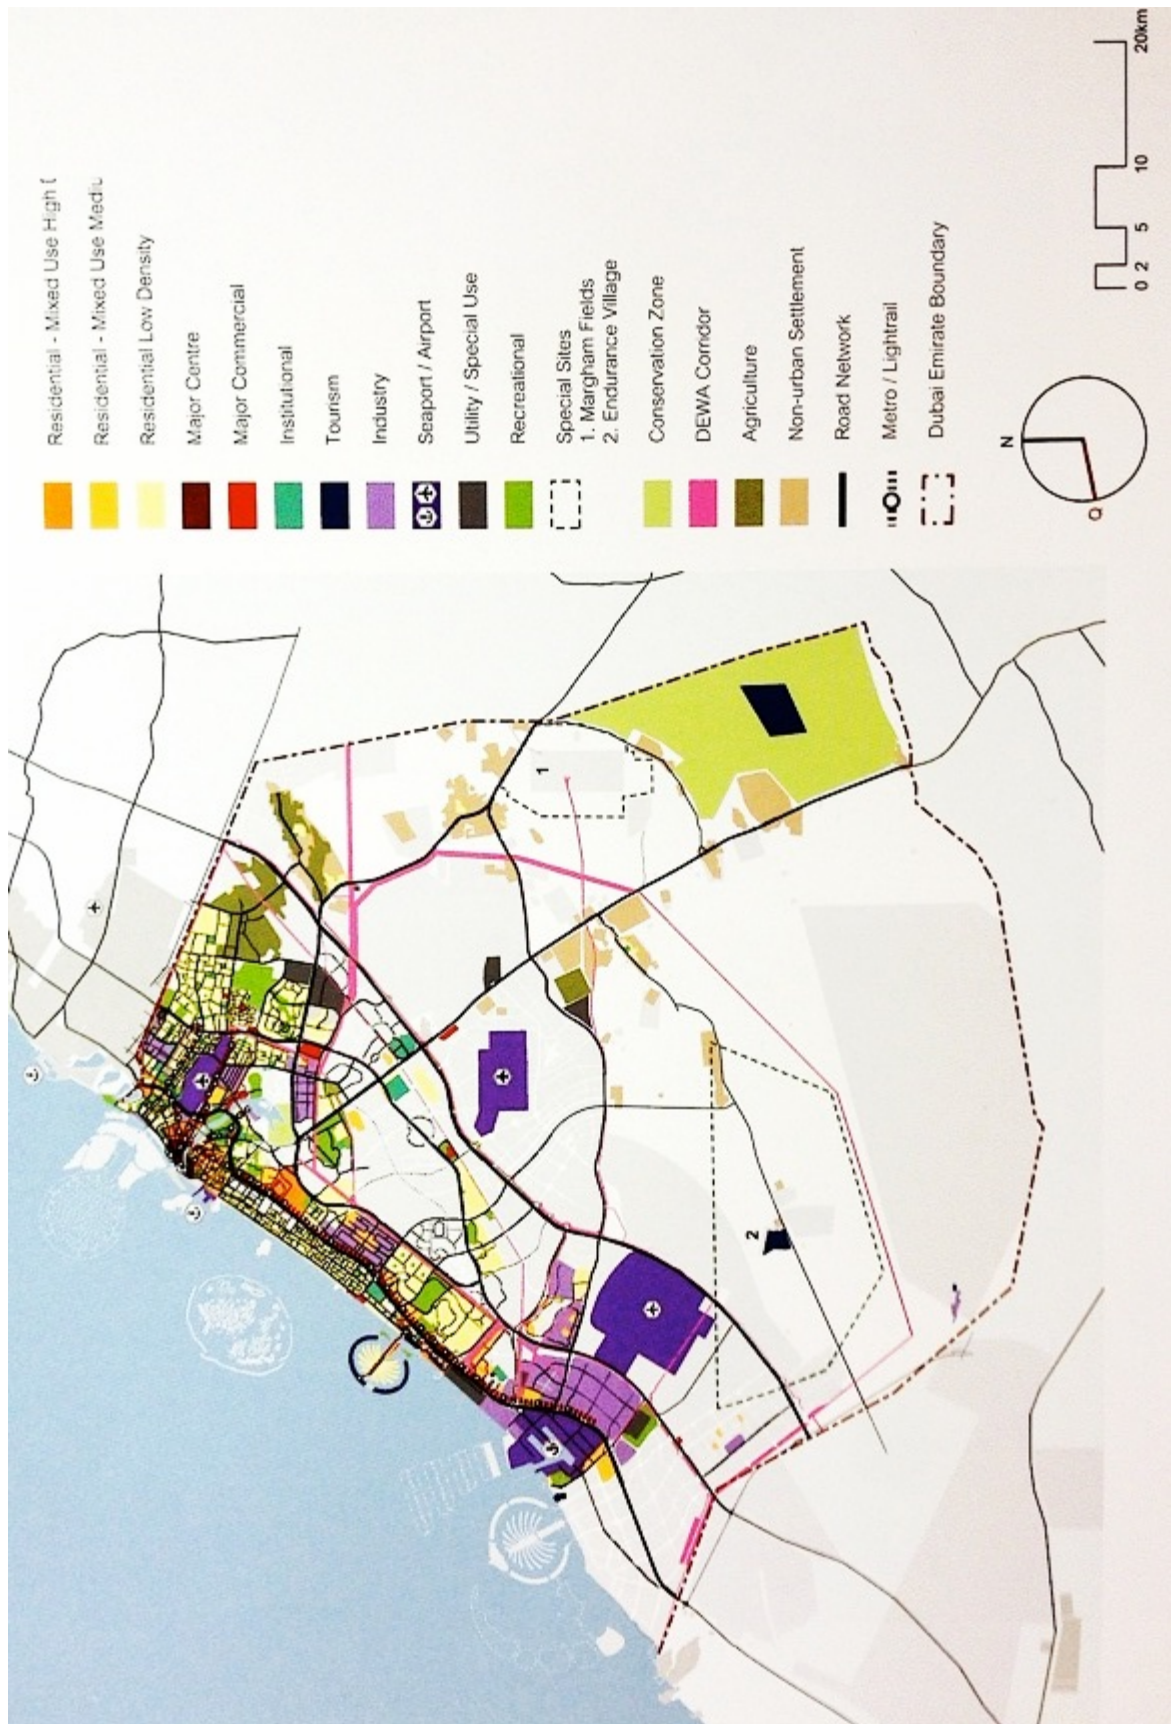 Residential - Mixed Use High
Residential - Mixed Use
Residential Low Density
Major Centre
Major Commercial
Institutional
Tourism
Industry
Seaport / Airport
Utility / Special Use
Recreational
Special Sites
1. Margham Fields
2. Endurance Village
Conservation Zone
DEWA Corridor
Agriculture
Non-urban Settlement
Road Network
Metro / Lightrail
Dubai Emirate Boundary
N
Q
0 2 5 10 20km
1
2